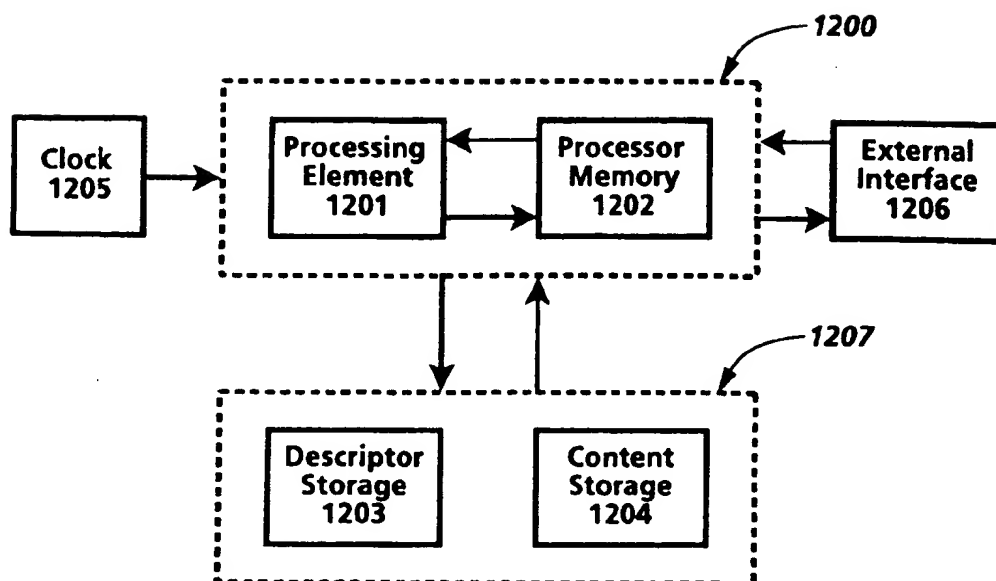 1200
Clock
1205
Processing
Element
1201
Processor
Memory
1202
External
Interface
1206
1207
Descriptor
Storage
1203
Content
Storage
1204